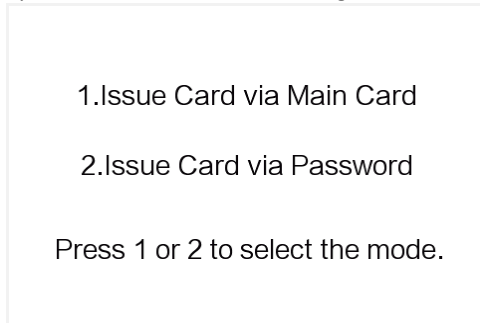 1.Issue Card via Main Card
2.Issue Card via Password
Press 1 or 2 to select the mode.